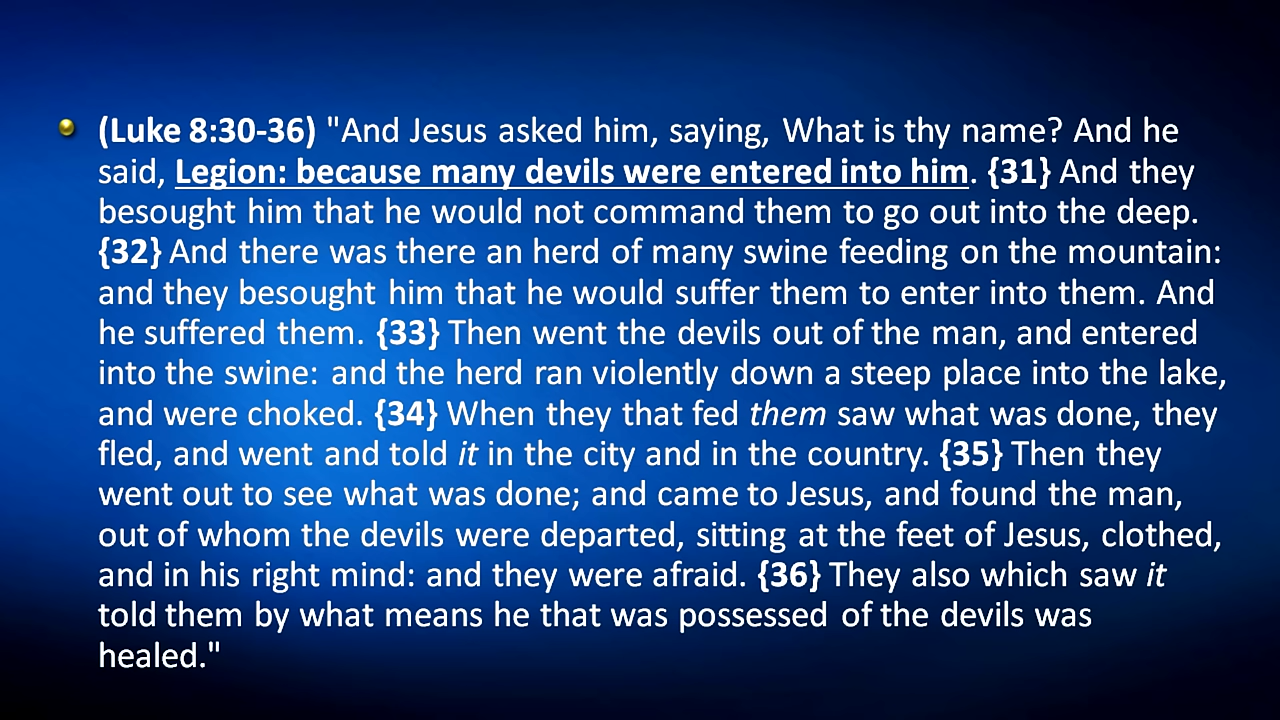 (Luke 8:30-36) "And Jesus asked him, saying, What is thy name? And he
said, Legion: because many devils were entered into him. {31} And they
besought him that he would not command them to go out into the deep.
{32} And there was there an herd of many swine feeding on the mountain:
and they besought him that he would suffer them to enter into them. And
he suffered them. {33} Then went the devils out of the man, and entered
into the swine: and the herd ran violently down a steep place into the lake,
and were choked. {34} When they that fed them saw what was done, they
fled, and went and told it in the city and in the country. {35} Then they
went out to see what was done; and came to Jesus, and found the man,
out of whom the devils were departed, sitting at the feet of Jesus, clothed,
and in his right mind: and they were afraid. {36} They also which saw it
told them by what means he that was possessed of the devils was
healed."